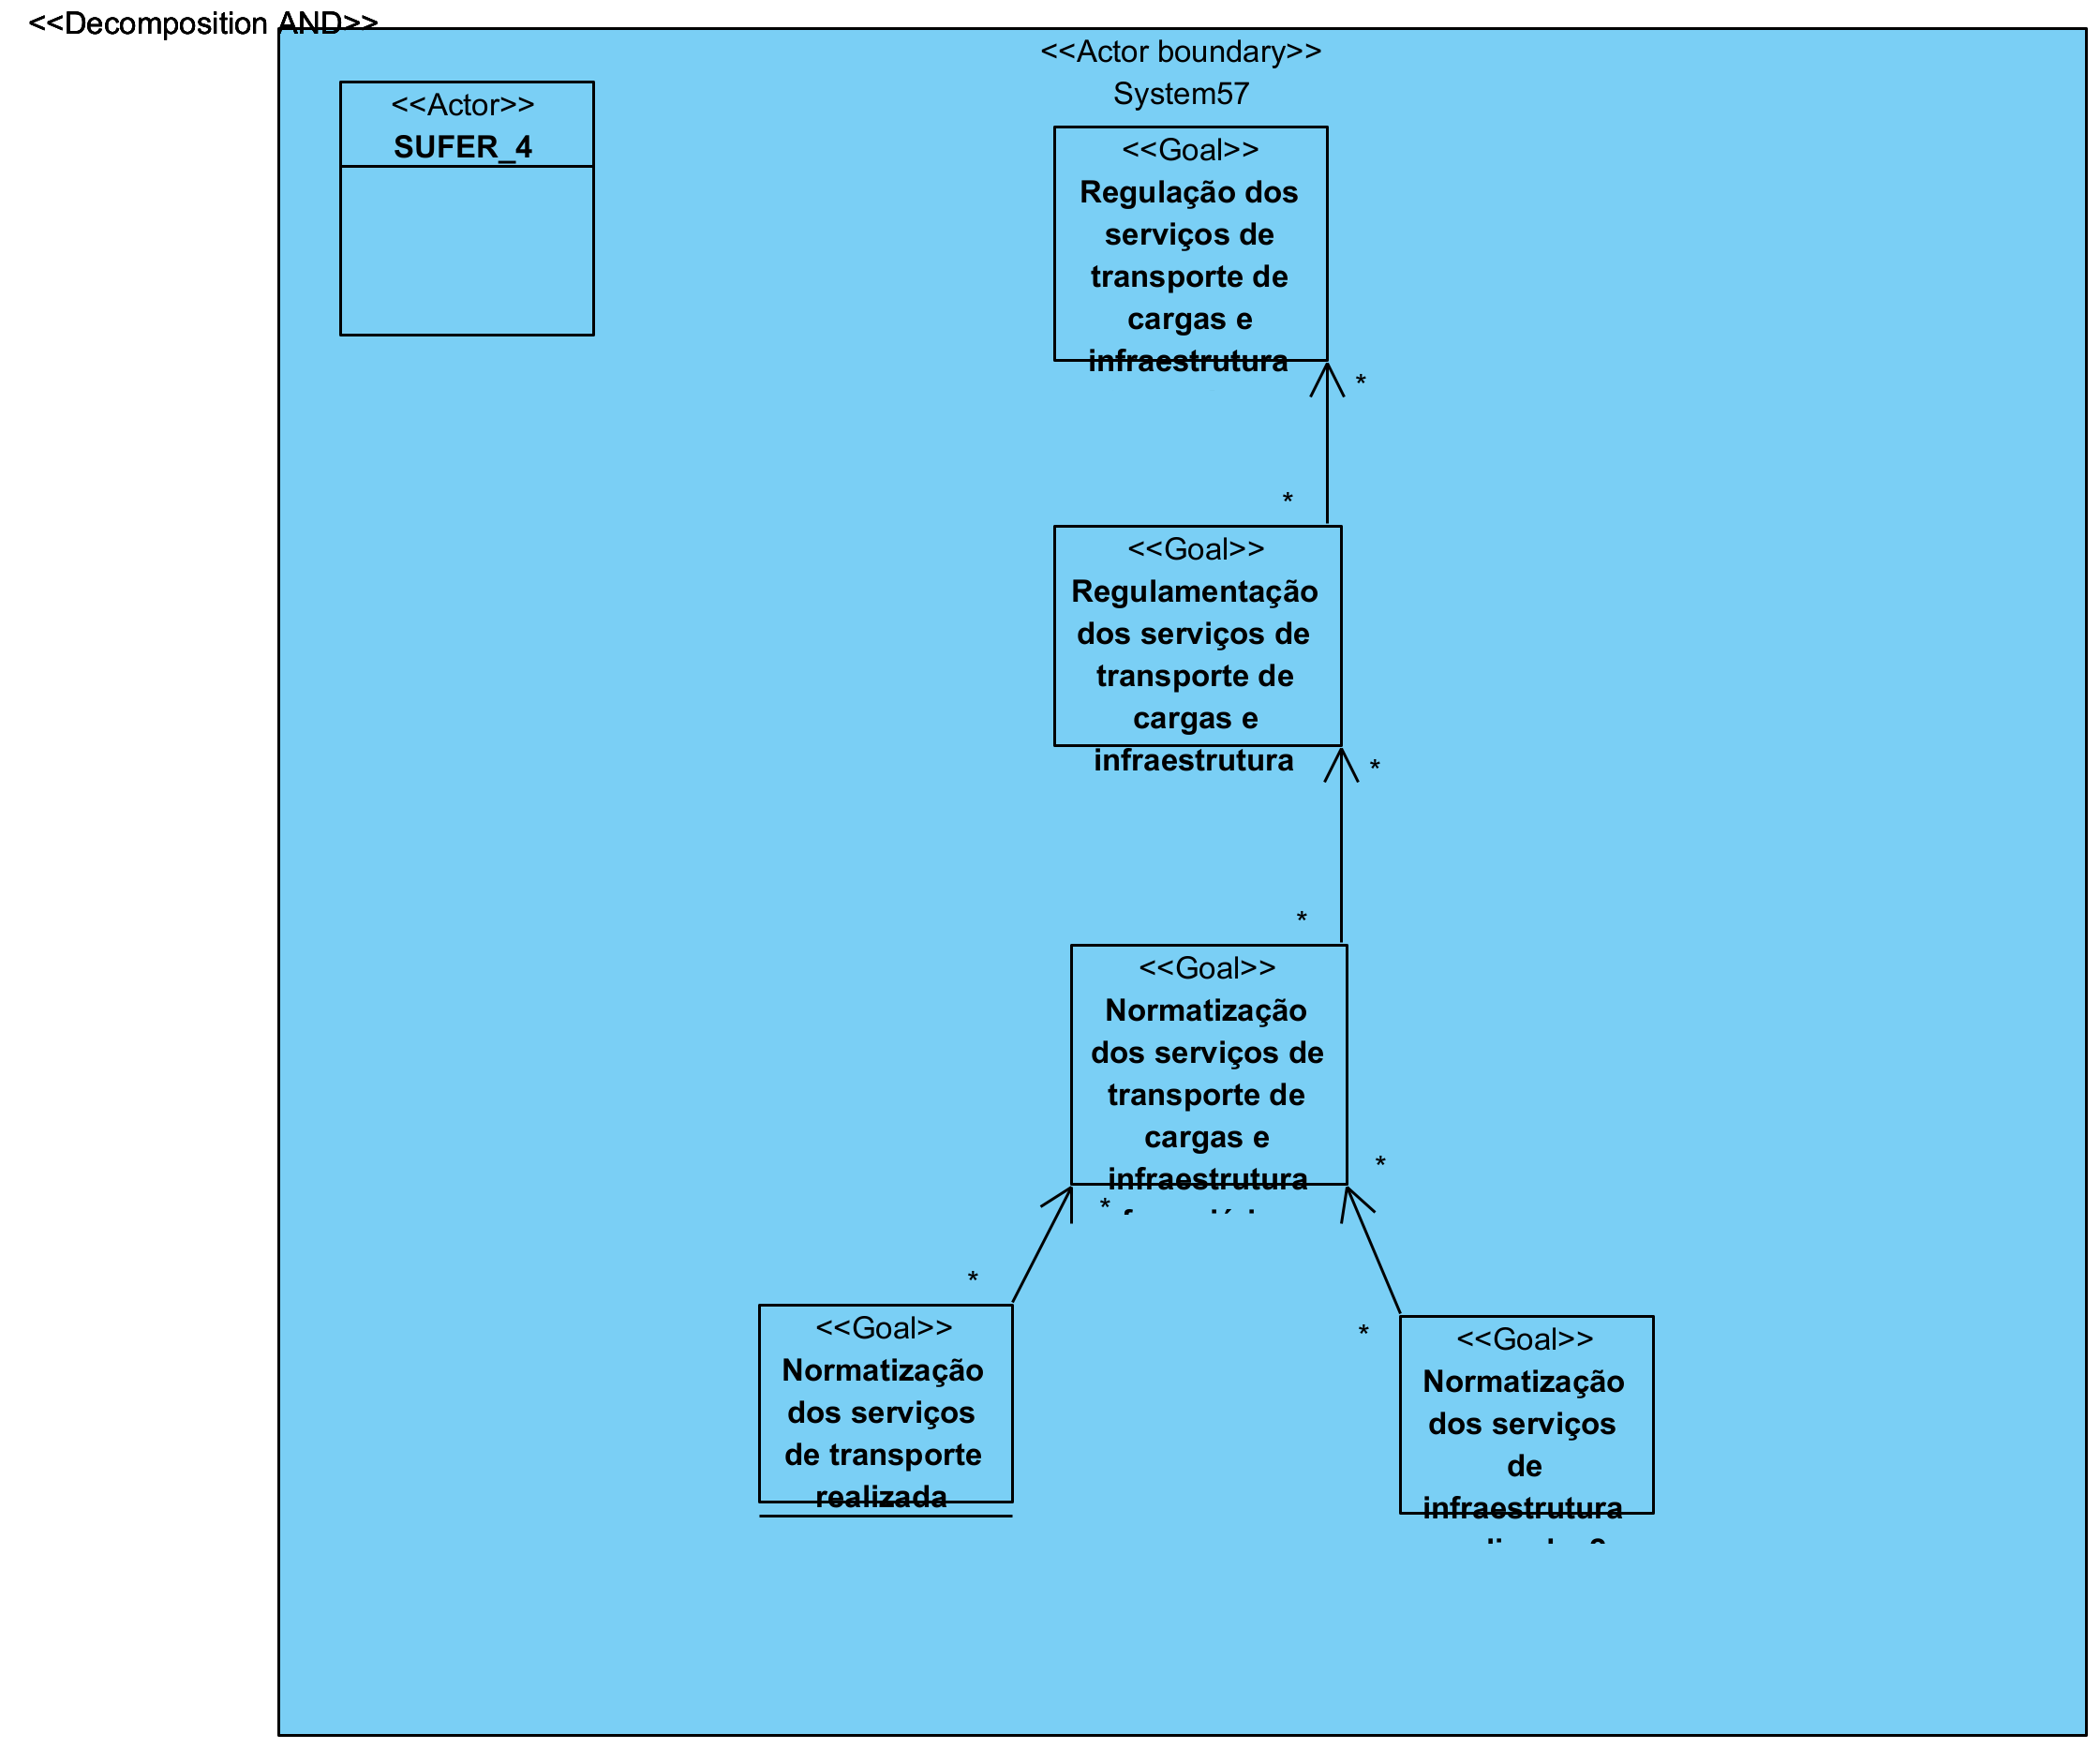 <<Decomposition AND>>
<<Actor boundary>>
System57
<<Actor>>
SUFER_4
<<Goal>>
Regulação dos
serviços de
transporte de
cargas e
infraestrutura
*
*
<<Goal>>
Regulamentação
dos serviços de
transporte de
cargas e
infraestrutura
*
*
<<Goal>>
Normatização
dos serviços de
transporte de
cargas e
infraestrutura
*
*
*
*
<<Goal>>
Normatização
dos serviços
de transporte
realizada
<<Goal>>
Normatização
dos serviços
de
infraestrutura